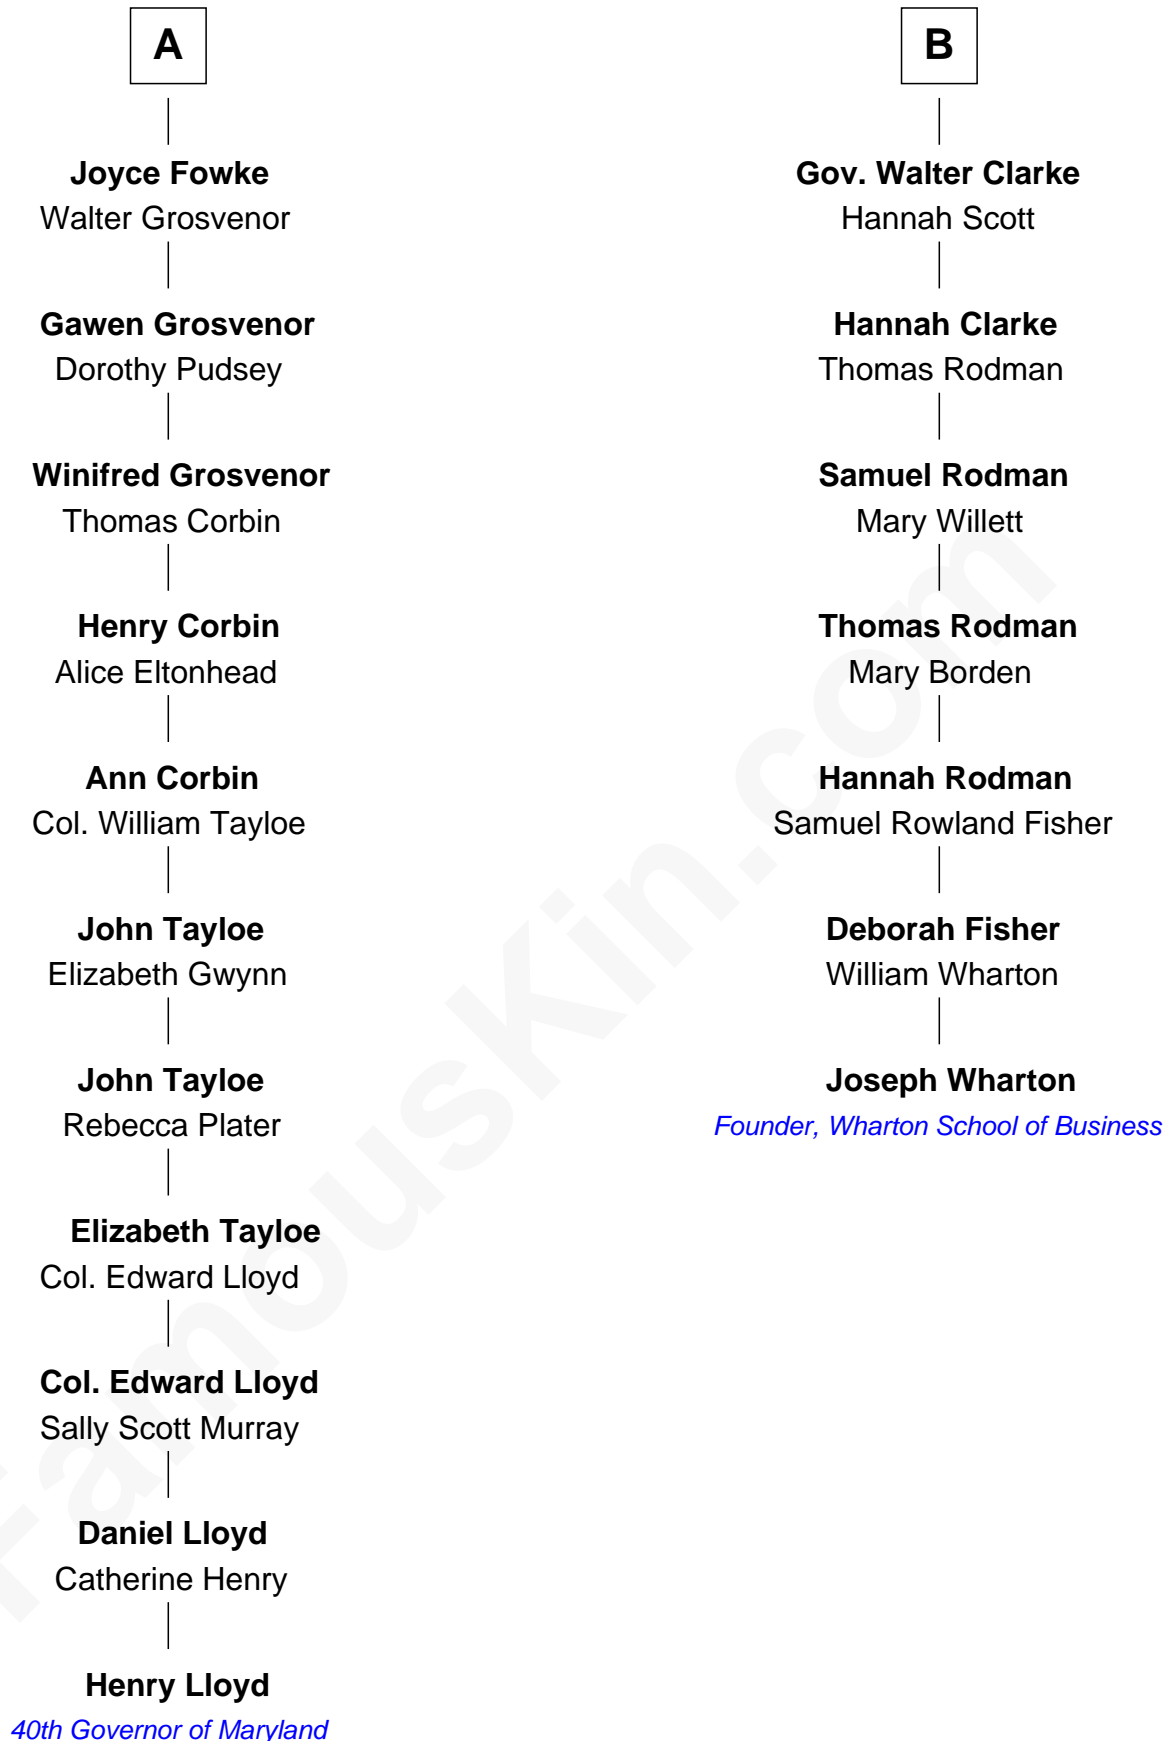 A
Joyce Fowke
Walter Grosvenor
Gawen Grosvenor
Dorothy Pudsey
Winifred Grosvenor
Thomas Corbin
Henry Corbin
Alice Eltonhead
Ann Corbin
Col. William Tayloe
John Tayloe
Elizabeth Gwynn
John Tayloe
Rebecca Plater
Elizabeth Tayloe
Col. Edward Lloyd
Col. Edward Lloyd
Sally Scott Murray
Daniel Lloyd
Catherine Henry
Henry Lloyd
40th Governor of Maryland
B
Gov. Walter Clarke
Hannah Scott
Hannah Clarke
Thomas Rodman
Samuel Rodman
Mary Willett
Thomas Rodman
Mary Borden
Hannah Rodman
Samuel Rowland Fisher
Deborah Fisher
William Wharton
Joseph Wharton
Founder, Wharton School of Business
FamousKin.com